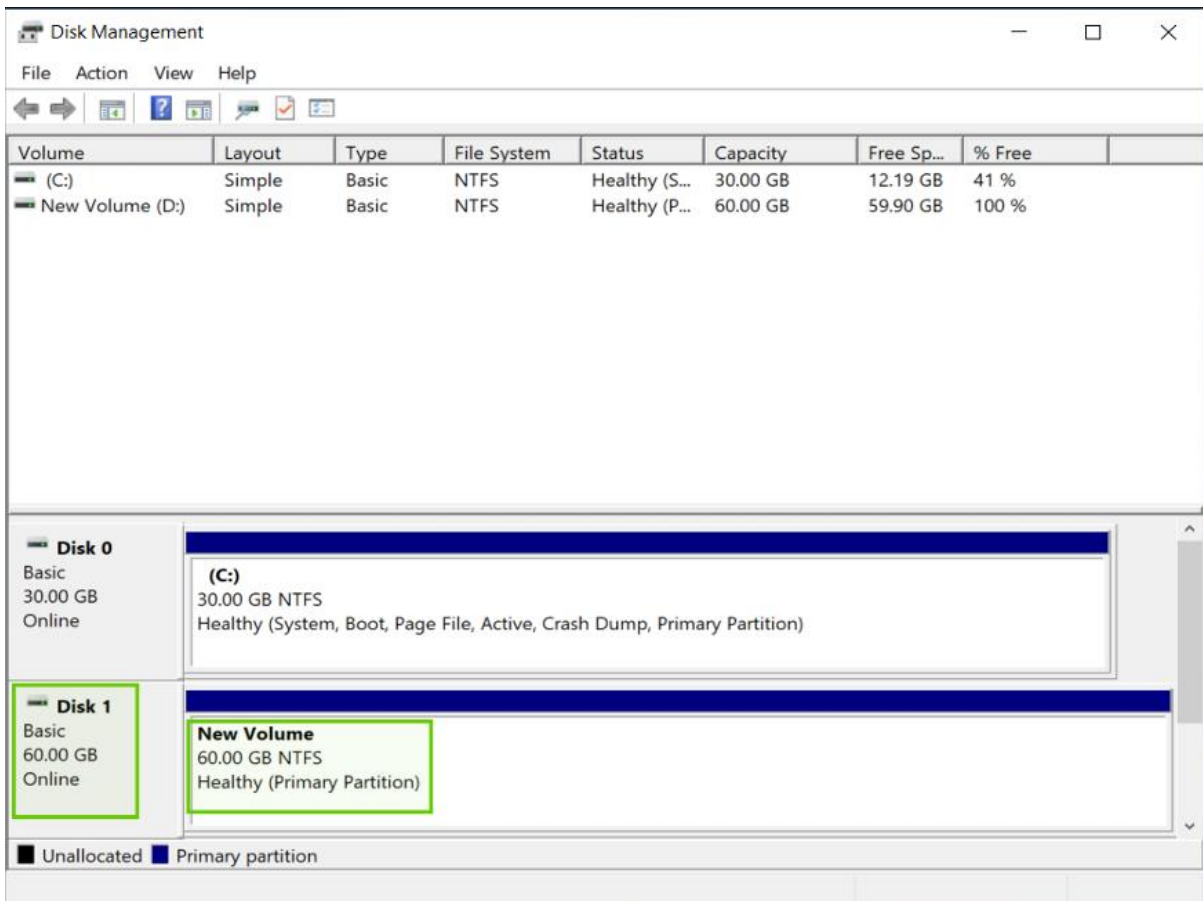 Disk Management
File Action View Help
Volume Layout Type File System Status Capacity Free Sp... % Free
(C:) Simple Basic NTFS Healthy (S... 30.00 GB 12.19 GB 41 %
New Volume (D:) Simple Basic NTFS Healthy (P... 60.00 GB 59.90 GB 100 %
Disk 0
Basic
30.00 GB
Online
(C:)
30.00 GB NTFS
Healthy (System, Boot, Page File, Active, Crash Dump, Primary Partition)
Disk 1
Basic
60.00 GB
Online
New Volume
60.00 GB NTFS
Healthy (Primary Partition)
Unallocated Primary partition